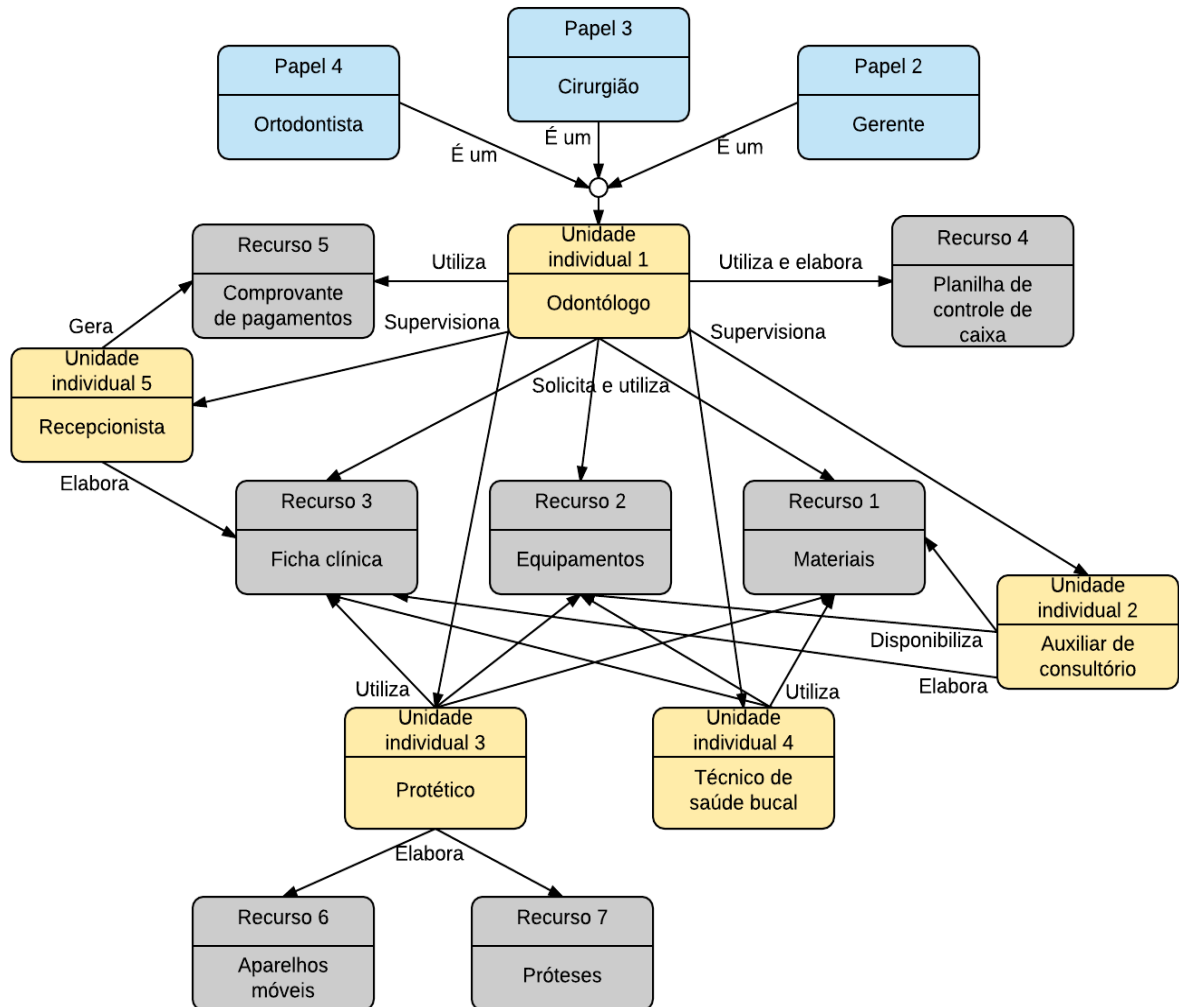 Papel 3
Cirurgião
Papel 4
Ortodontista
Papel 2
Gerente
É um
É um
É um
Recurso 5
Comprovante
de pagamentos
Utiliza
Unidade
individual 1
Odontólogo
Utiliza e elabora
Recurso 4
Planilha de
controle de
caixa
Gera
Supervisiona
Supervisiona
Unidade
individual 5
Recepcionista
Solicita e utiliza
Elabora
Recurso 3
Ficha clínica
Recurso 2
Equipamentos
Recurso 1
Materiais
Unidade
individual 2
Auxiliar de
consultório
Disponibiliza
Elabora
Utiliza
Utiliza
Unidade
individual 3
Protético
Unidade
individual 4
Técnico de
saúde bucal
Elabora
Recurso 6
Aparelhos
móveis
Recurso 7
Próteses